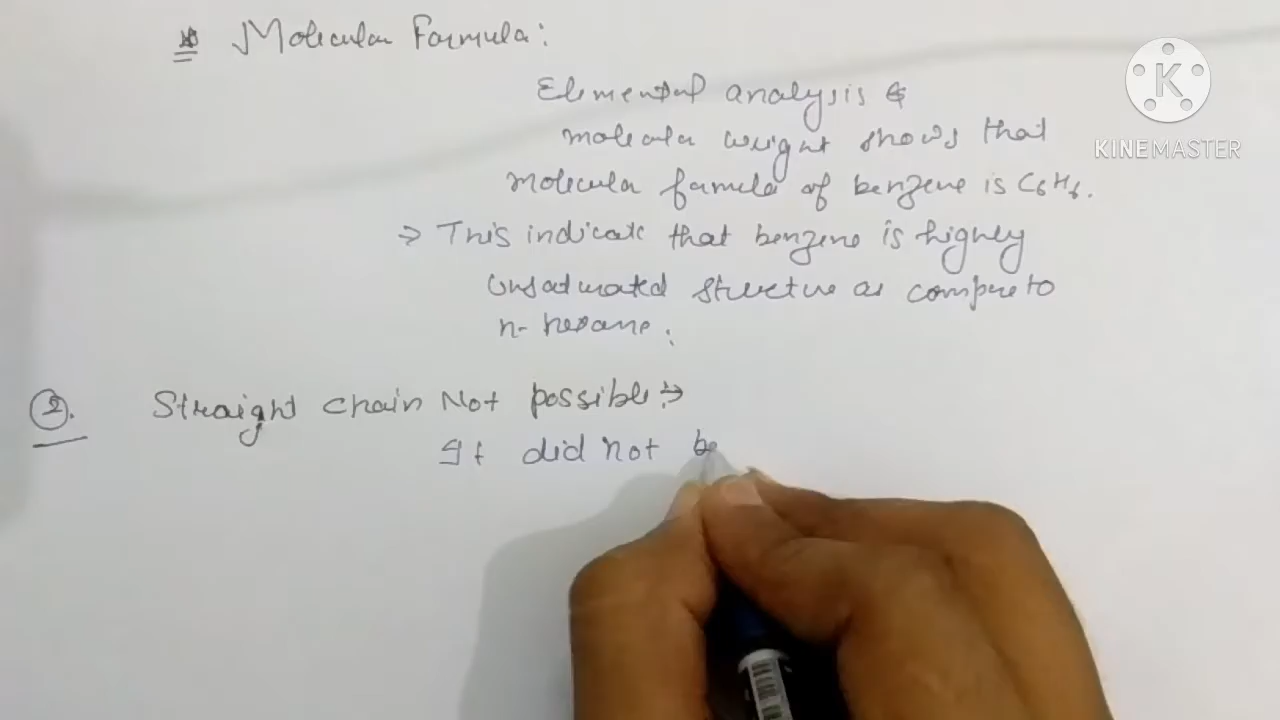 * Molecular Formula:
Elemental analysis &
molecular weight shows that
molecular formula of benzene is C6H6.
→ This indicate that benzene is highly
unsaturated structure as compare to
n-hexane.
②. Straight chain Not possible :→
It did not be
K
KINEMASTER